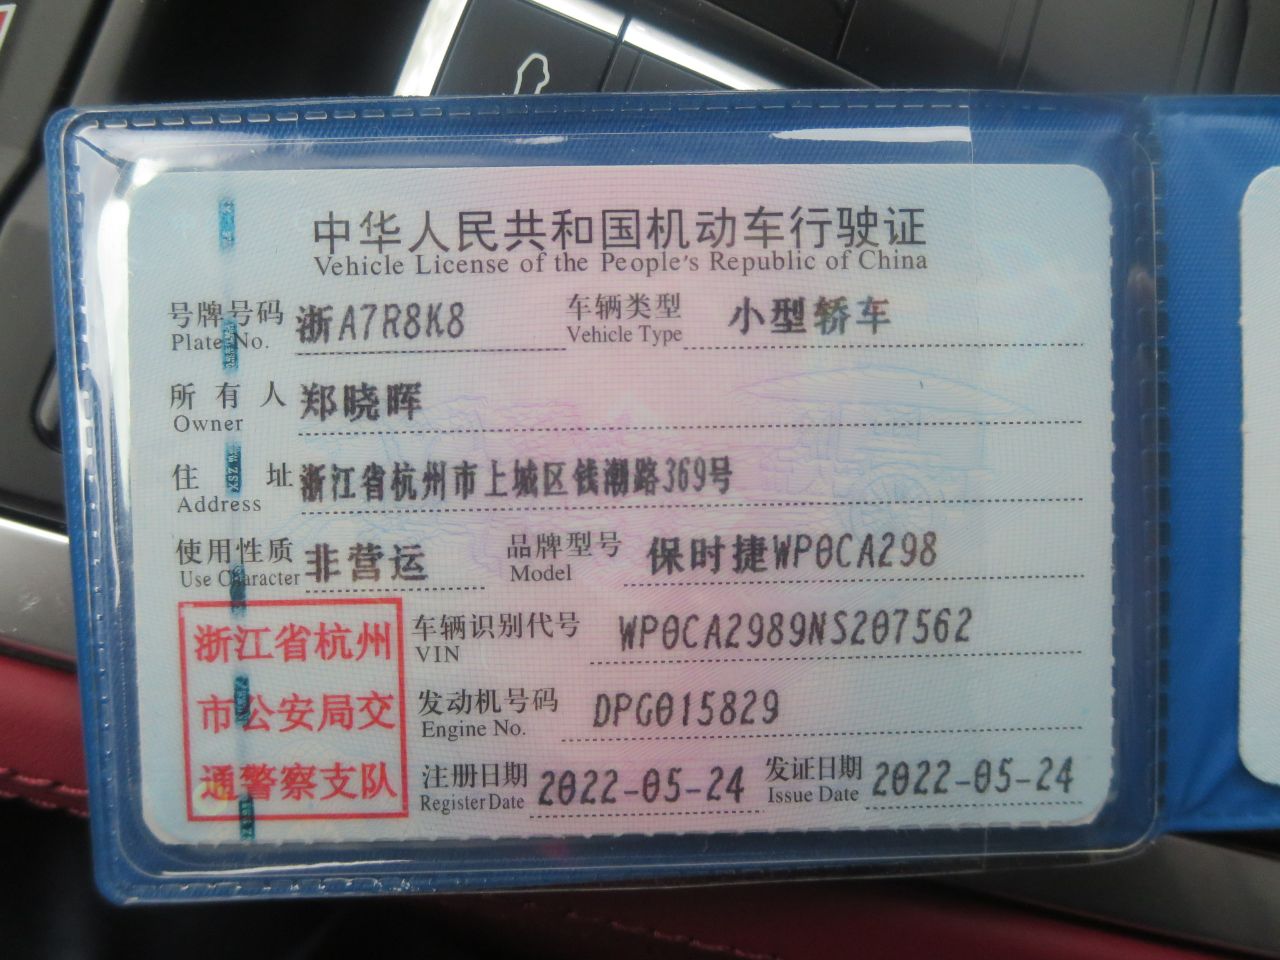 中华人民共和国机动车行驶证
Vehicle License of the People's Republic of China
号牌号码 浙A7R8K8 车辆类型 小型轿车
Plate No. Vehicle Type
所有人 郑晓晖
Owner
住址 浙江省杭州市上城区钱潮路369号
Address
使用性质 非营运 品牌型号 保时捷WP0CA298
Use Character Model
浙江省杭州 车辆识别代号 WP0CA2989NS207562
VIN
市公安局交 发动机号码 DPG015829
Engine No.
通警察支队 注册日期 2022-05-24 发证日期 2022-05-24
Register Date Issue Date